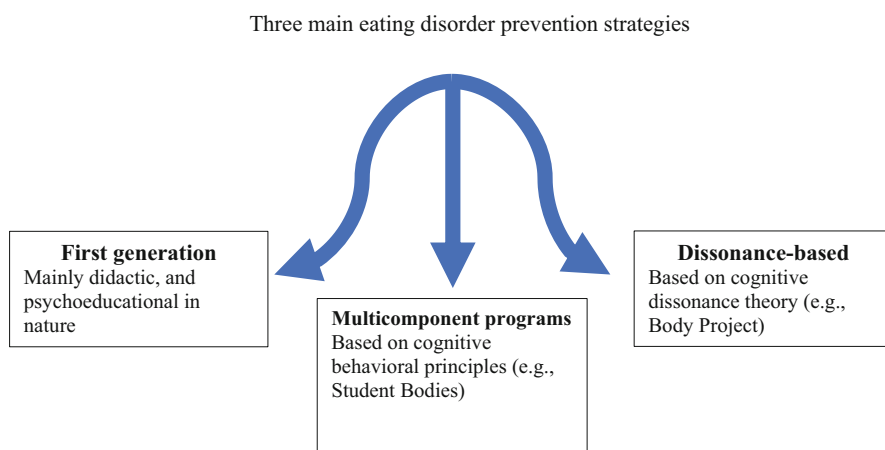 Three main eating disorder prevention strategies
First generation
Mainly didactic, and
psychoeducational in
nature
Multicomponent programs
Based on cognitive
behavioral principles (e.g.,
Student Bodies)
Dissonance-based
Based on cognitive
dissonance theory (e.g.,
Body Project)